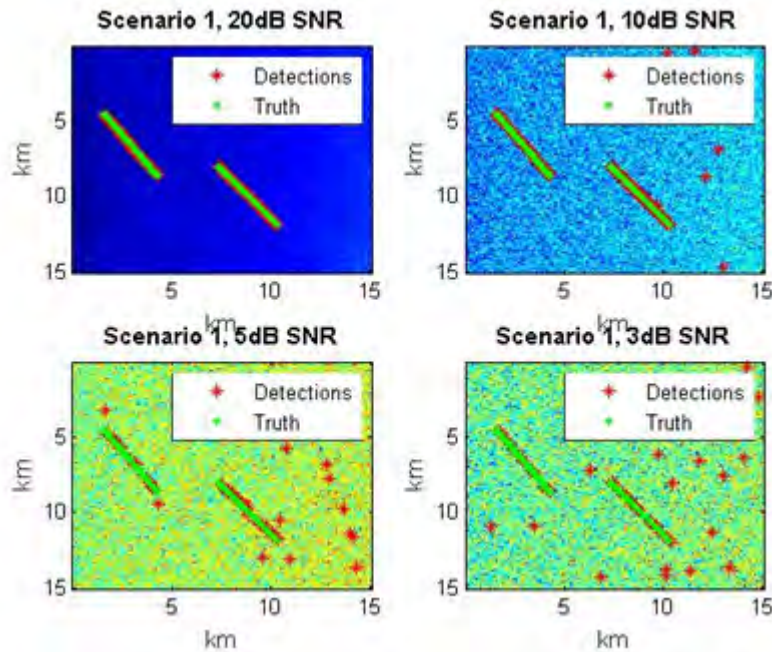 Scenario 1, 20dB SNR
Detections
Truth
km
5
10
15
5
10
15
km
Scenario 1, 10dB SNR
Detections
Truth
km
5
10
15
5
10
15
km
Scenario 1, 5dB SNR
Detections
Truth
km
5
10
15
5
10
15
km
Scenario 1, 3dB SNR
Detections
Truth
km
5
10
15
5
10
15
km